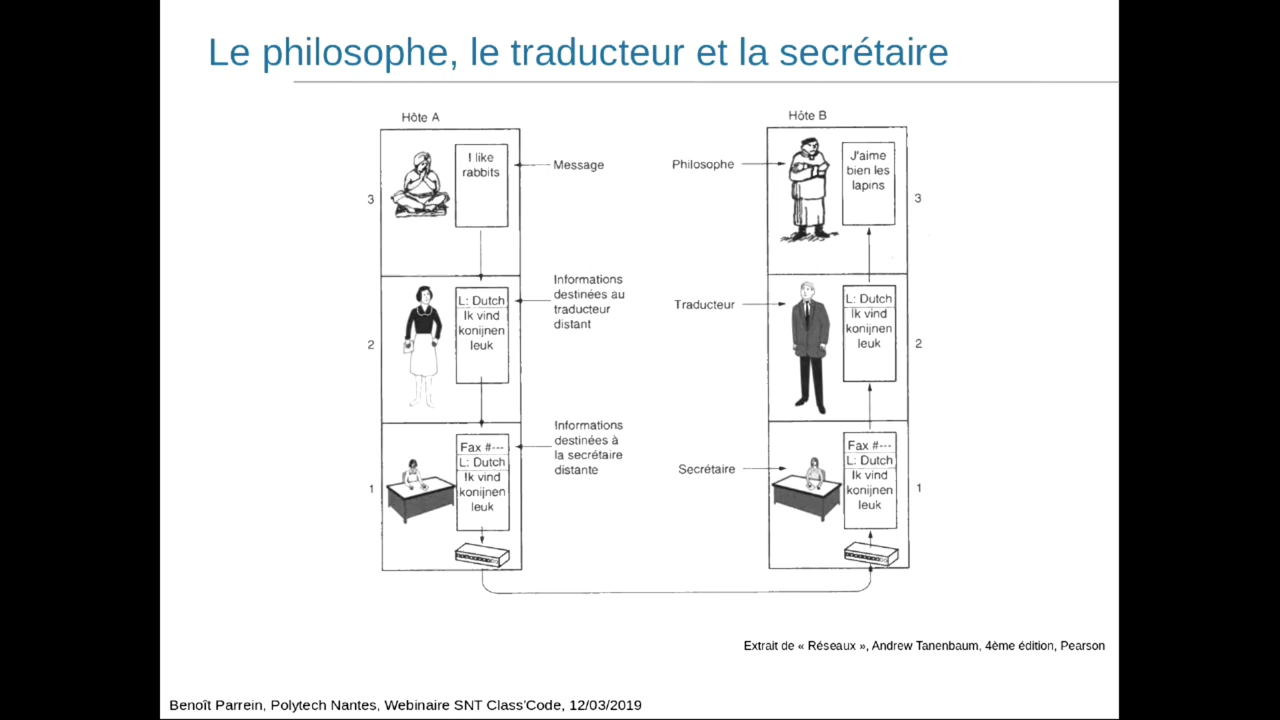 Le philosophe, le traducteur et la secrétaire
Hôte A
I like
rabbits
Message
3
Informations
destinées au
traducteur
distant
L: Dutch
Ik vind
konijnen
leuk
2
Informations
destinées à
la secrétaire
distante
Fax #---
L: Dutch
Ik vind
konijnen
leuk
1
Hôte B
Philosophe
J'aime
bien les
lapins
3
Traducteur
L: Dutch
Ik vind
konijnen
leuk
2
Secrétaire
Fax #---
L: Dutch
Ik vind
konijnen
leuk
1
Extrait de « Réseaux », Andrew Tanenbaum, 4ème édition, Pearson
Benoît Parrein, Polytech Nantes, Webinaire SNT Class'Code, 12/03/2019